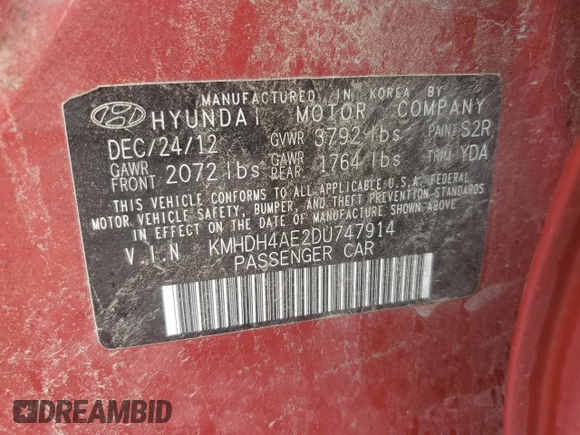 MANUFACTURED IN KOREA BY
HYUNDAI MOTOR COMPANY
DEC/24/12 GVWR 3792 lbs PAINT S2R
GAWR FRONT 2072 lbs GAWR REAR 1764 lbs TRIM YDA
THIS VEHICLE CONFORMS TO ALL APPLICABLE U.S.A. FEDERAL
MOTOR VEHICLE SAFETY, BUMPER, AND THEFT PREVENTION STANDARDS
IN EFFECT ON THE DATE OF MANUFACTURE SHOWN ABOVE.
V I N KMHDH4AE2DU747914
PASSENGER CAR
DREAMBID